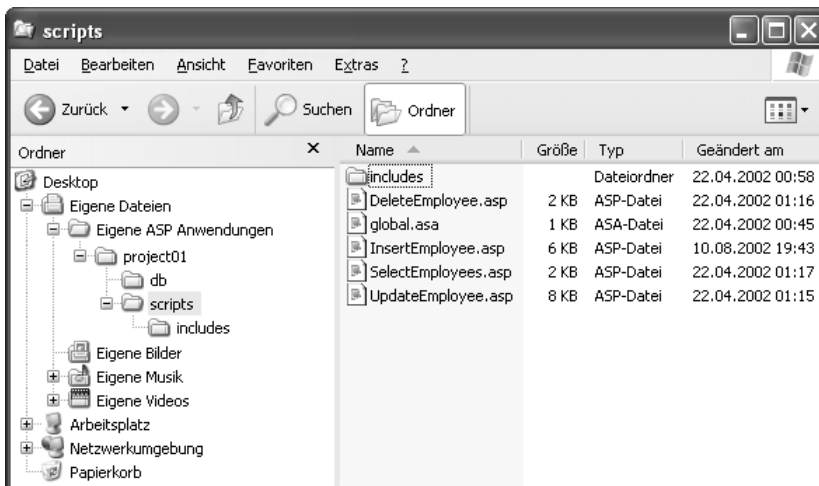 scripts
Datei Bearbeiten Ansicht Favoriten Extras ?
Zurück Suchen Ordner
Ordner
Desktop
Eigene Dateien
Eigene ASP Anwendungen
project01
db
scripts
includes
Eigene Bilder
Eigene Musik
Eigene Videos
Arbeitsplatz
Netzwerkumgebung
Papierkorb
Name Größe Typ Geändert am
includes Dateiordner 22.04.2002 00:58
DeleteEmployee.asp 2 KB ASP-Datei 22.04.2002 01:16
global.asa 1 KB ASA-Datei 22.04.2002 00:45
InsertEmployee.asp 6 KB ASP-Datei 10.08.2002 19:43
SelectEmployees.asp 2 KB ASP-Datei 22.04.2002 01:17
UpdateEmployee.asp 8 KB ASP-Datei 22.04.2002 01:15